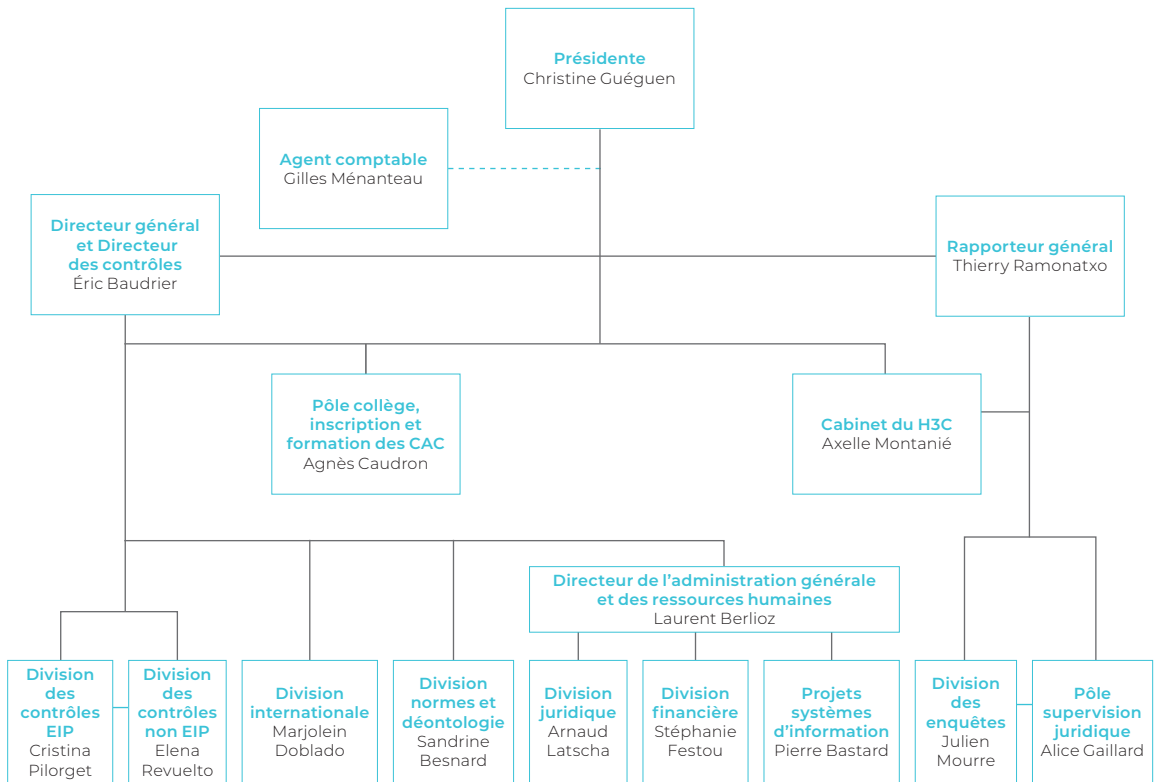 Présidente
Christine Guéguen
Agent comptable
Gilles Ménanteau
Directeur général
et Directeur
des contrôles
Éric Baudrier
Rapporteur général
Thierry Ramonatxo
Pôle collège,
inscription et
formation des CAC
Agnès Caudron
Cabinet du H3C
Axelle Montanié
Directeur de l’administration générale
et des ressources humaines
Laurent Berlioz
Division
des
contrôles
EIP
Cristina
Pilorget
Division
des
contrôles
non EIP
Elena
Revuelto
Division
internationale
Marjolein
Doblado
Division
normes et
déontologie
Sandrine
Besnard
Division
juridique
Arnaud
Latscha
Division
financière
Stéphanie
Festou
Projets
systèmes
d’information
Pierre Bastard
Division
des
enquêtes
Julien
Mourre
Pôle
supervision
juridique
Alice Gaillard